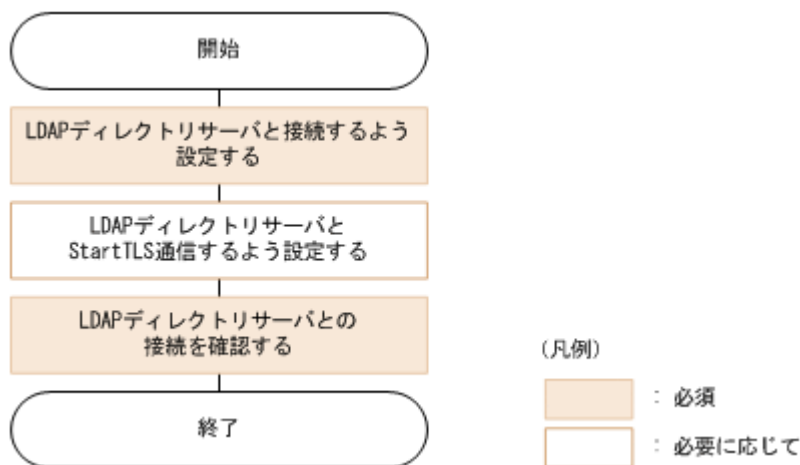 開始
LDAPディレクトリサーバと接続するよう
設定する
LDAPディレクトリサーバと
StartTLS通信するよう設定する
LDAPディレクトリサーバとの
接続を確認する
終了
(凡例)
: 必須
: 必要に応じて